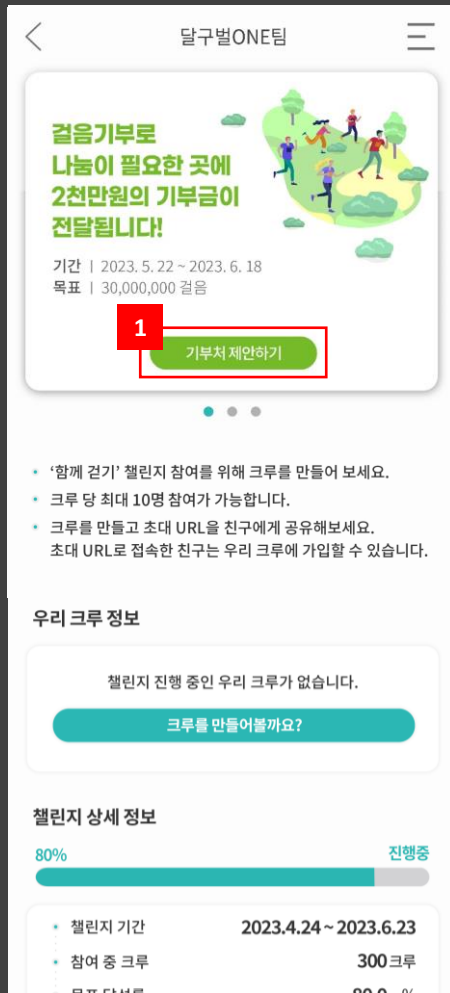 달구벌ONE팀
걸음기부로
나눔이 필요한 곳에
2천만원의 기부금이
전달됩니다!
기간 | 2023. 5. 22 ~ 2023. 6. 18
목표 | 30,000,000 걸음
1
기부처 제안하기
• ‘함께 걷기’ 챌린지 참여를 위해 크루를 만들어 보세요.
• 크루 당 최대 10명 참여가 가능합니다.
• 크루를 만들고 초대 URL을 친구에게 공유해보세요.
초대 URL로 접속한 친구는 우리 크루에 가입할 수 있습니다.
우리 크루 정보
챌린지 진행 중인 우리 크루가 없습니다.
크루를 만들어볼까요?
챌린지 상세 정보
80% 진행중
• 챌린지 기간 2023.4.24 ~ 2023.6.23
• 참여 중 크루 300 크루
• 목표 달성률 80.0 %